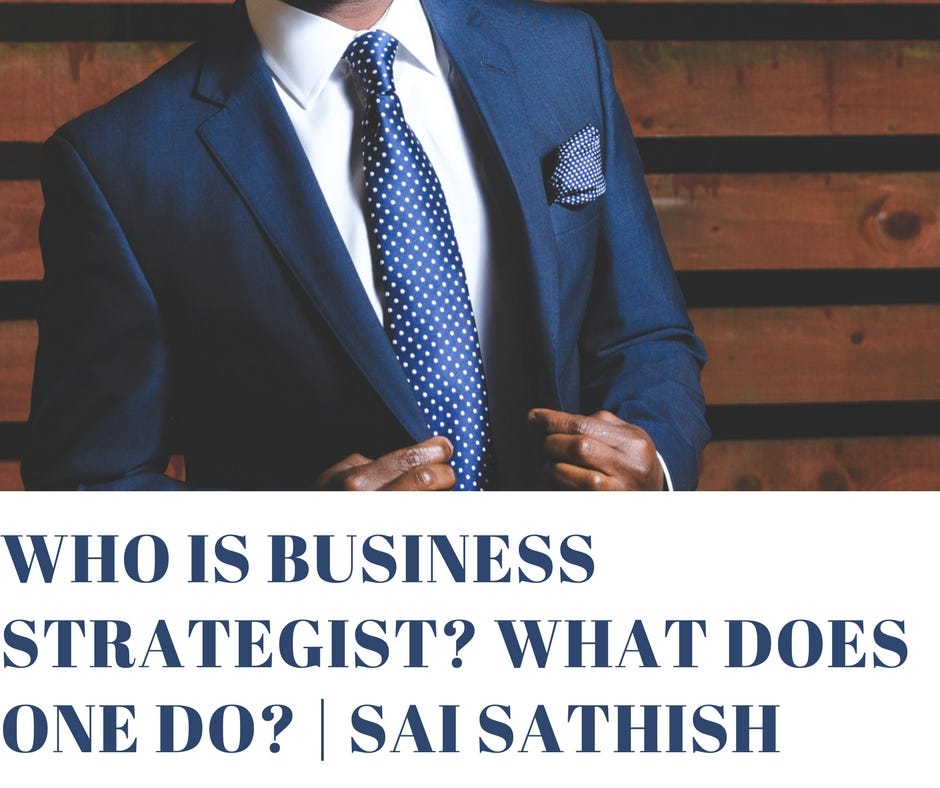 WHO IS BUSINESS
STRATEGIST? WHAT DOES
ONE DO? | SAI SATHISH